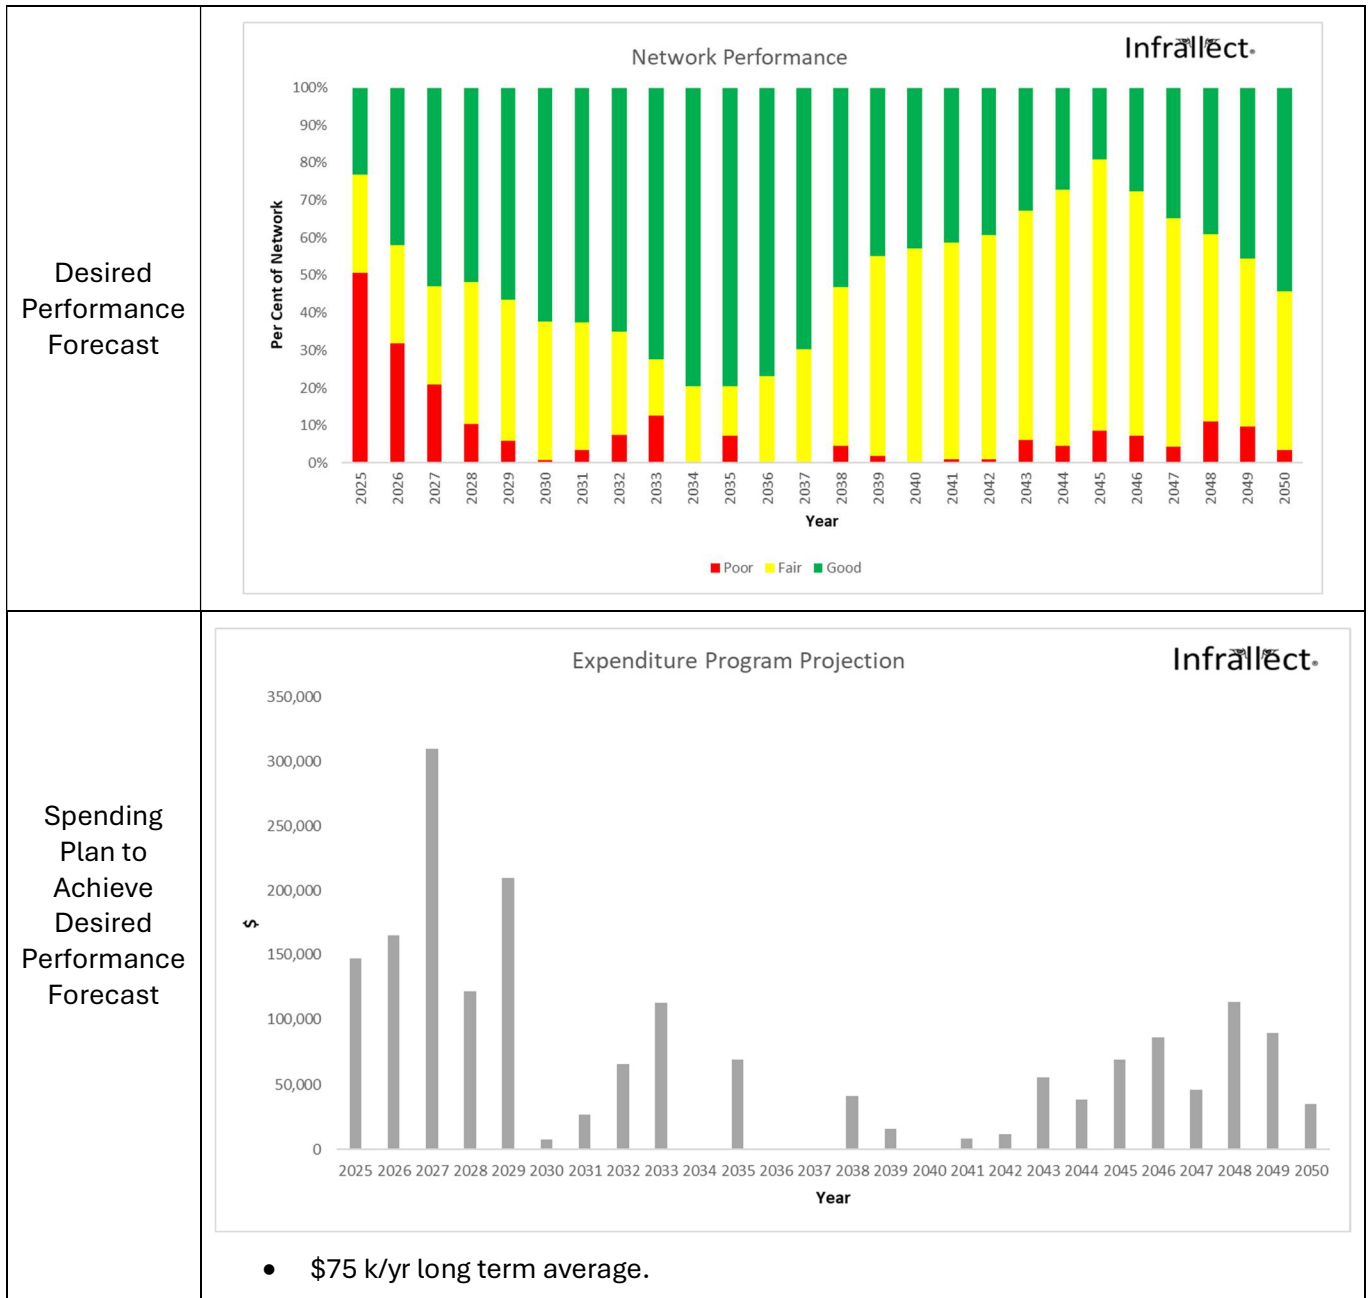 Desired
Performance
Forecast
Network Performance
Infrallect
100%
90%
80%
70%
60%
50%
40%
30%
20%
10%
0%
Per Cent of Network
2025 2026 2027 2028 2029 2030 2031 2032 2033 2034 2035 2036 2037 2038 2039 2040 2041 2042 2043 2044 2045 2046 2047 2048 2049 2050
Year
Poor Fair Good
Spending
Plan to
Achieve
Desired
Performance
Forecast
Expenditure Program Projection
Infrallect
350,000
300,000
250,000
200,000
150,000
100,000
50,000
0
$
2025 2026 2027 2028 2029 2030 2031 2032 2033 2034 2035 2036 2037 2038 2039 2040 2041 2042 2043 2044 2045 2046 2047 2048 2049 2050
Year
• $75 k/yr long term average.